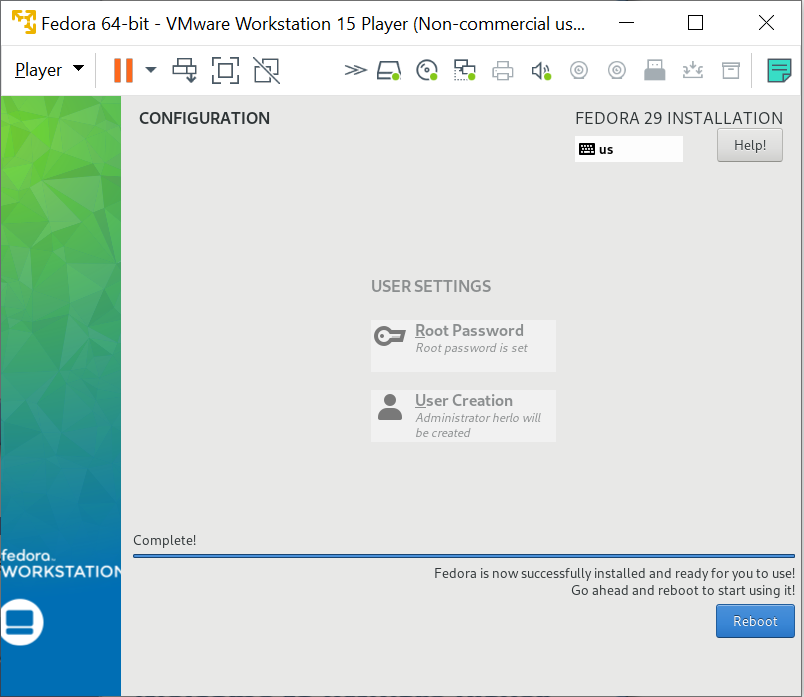 Fedora 64-bit - VMware Workstation 15 Player (Non-commercial us...
Player
CONFIGURATION
FEDORA 29 INSTALLATION
us
Help!
USER SETTINGS
Root Password
Root password is set
User Creation
Administrator herlo will
be created
fedora
WORKSTATION
Complete!
Fedora is now successfully installed and ready for you to use!
Go ahead and reboot to start using it!
Reboot